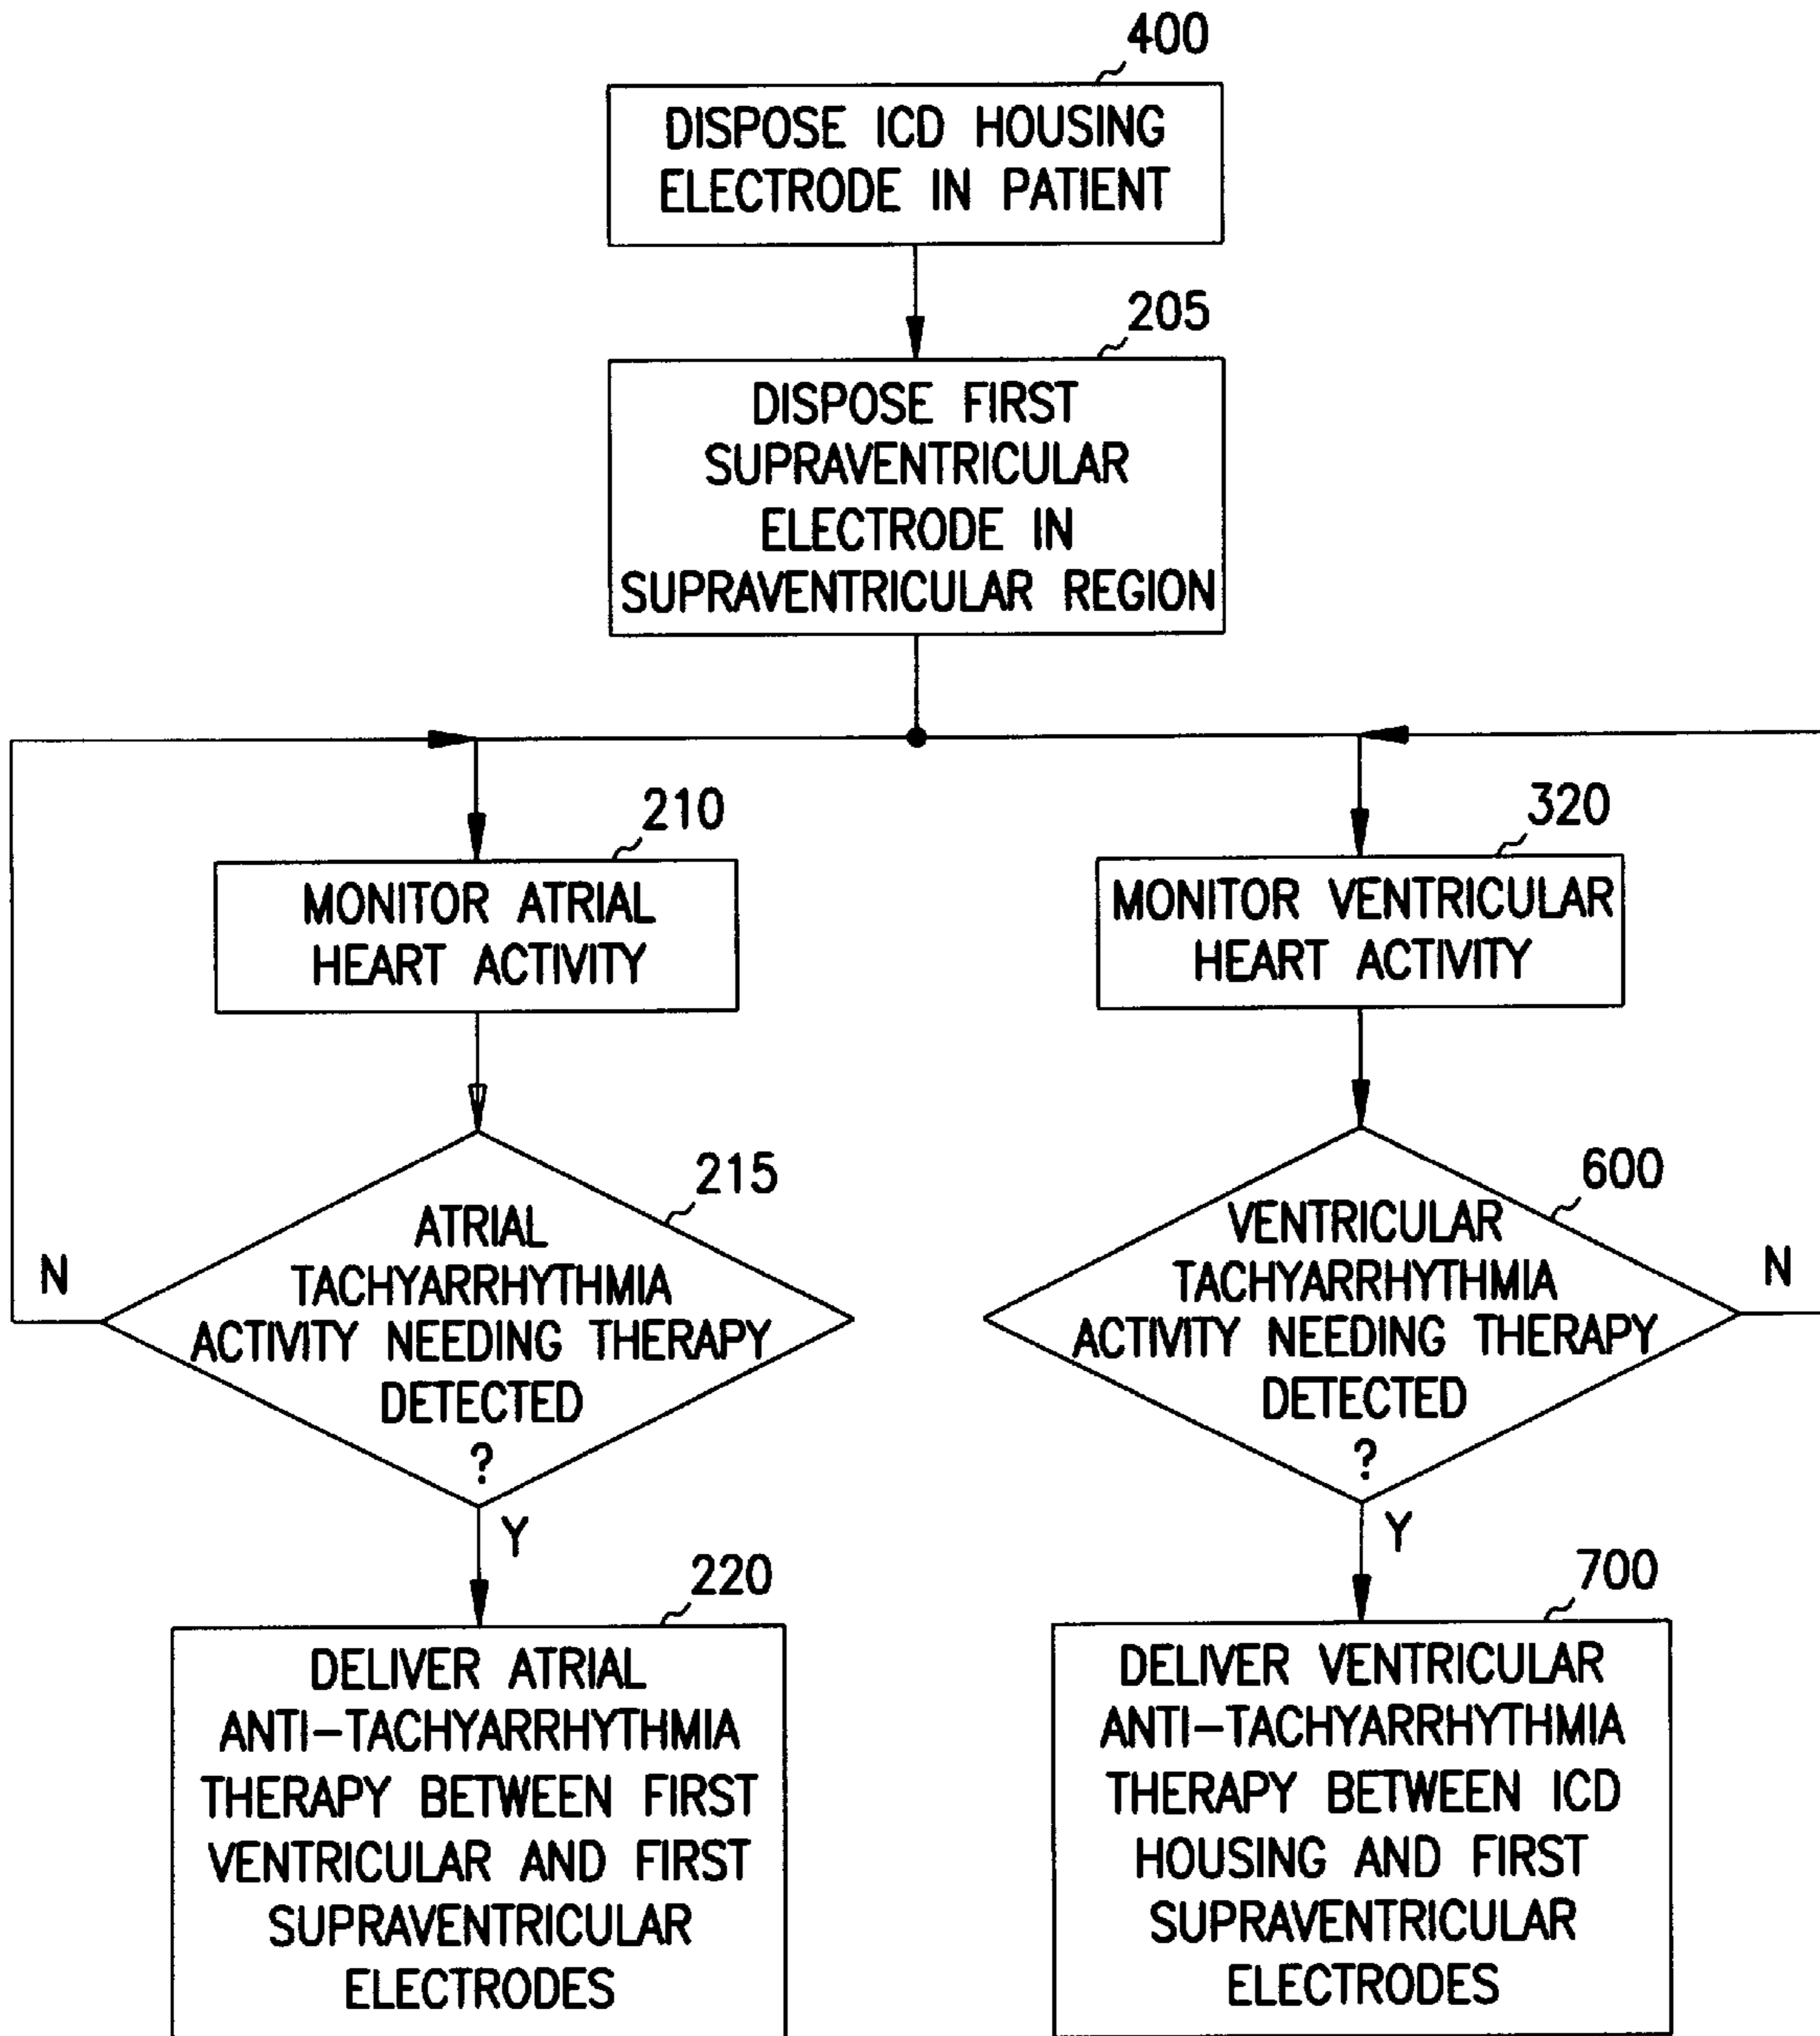 400
DISPOSE ICD HOUSING
ELECTRODE IN PATIENT
205
DISPOSE FIRST
SUPRAVENTRICULAR
ELECTRODE IN
SUPRAVENTRICULAR REGION
210
MONITOR ATRIAL
HEART ACTIVITY
320
MONITOR VENTRICULAR
HEART ACTIVITY
215
ATRIAL
TACHYARRHYTHMIA
ACTIVITY NEEDING THERAPY
DETECTED
?
N
Y
600
VENTRICULAR
TACHYARRHYTHMIA
ACTIVITY NEEDING THERAPY
DETECTED
?
N
Y
220
DELIVER ATRIAL
ANTI-TACHYARRHYTHMIA
THERAPY BETWEEN FIRST
VENTRICULAR AND FIRST
SUPRAVENTRICULAR
ELECTRODES
700
DELIVER VENTRICULAR
ANTI-TACHYARRHYTHMIA
THERAPY BETWEEN ICD
HOUSING AND FIRST
SUPRAVENTRICULAR
ELECTRODES